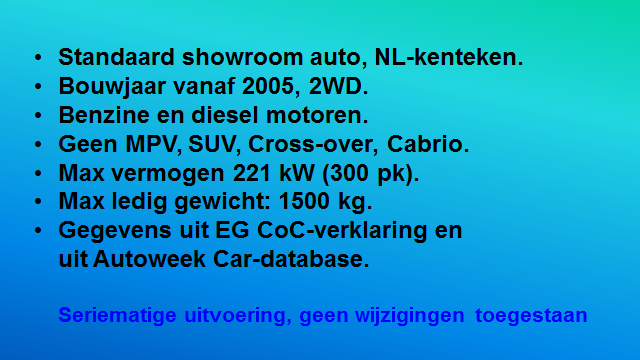 • Standaard showroom auto, NL-kenteken.
• Bouwjaar vanaf 2005, 2WD.
• Benzine en diesel motoren.
• Geen MPV, SUV, Cross-over, Cabrio.
• Max vermogen 221 kW (300 pk).
• Max ledig gewicht: 1500 kg.
• Gegevens uit EG CoC-verklaring en
uit Autoweek Car-database.
Seriematige uitvoering, geen wijzigingen toegestaan